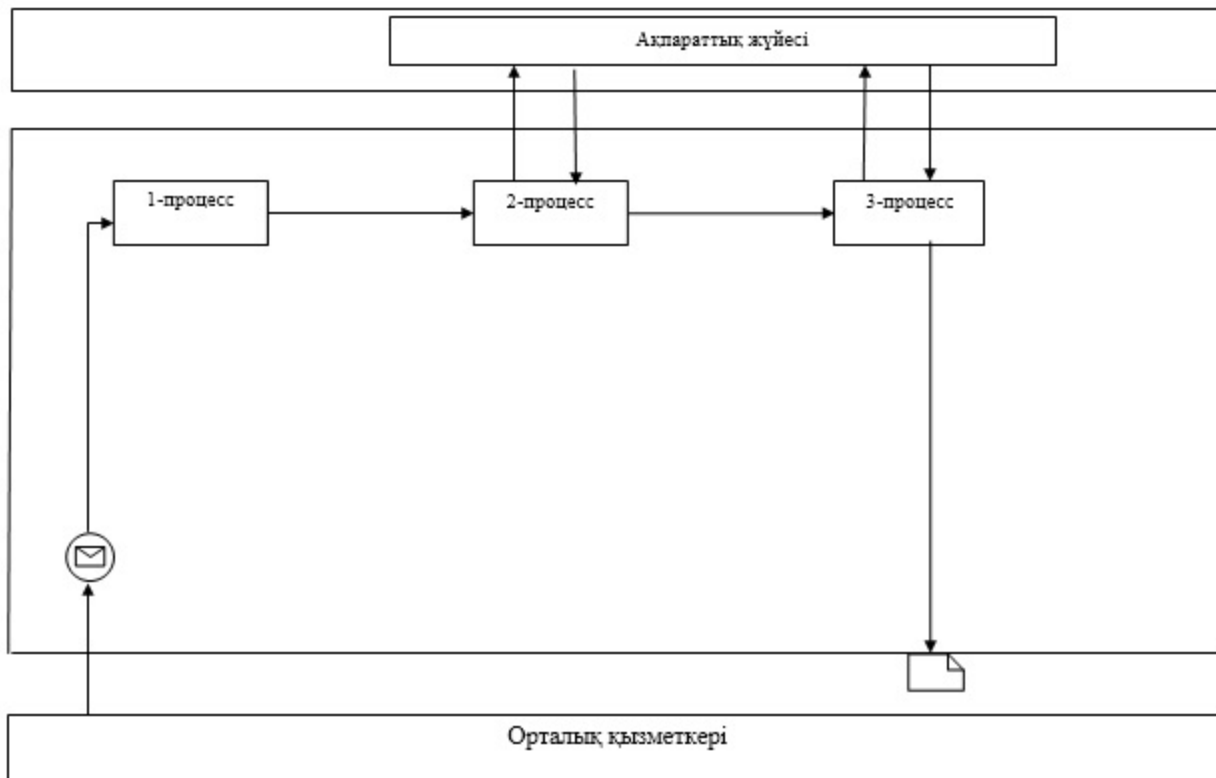 Ақпараттық жүйесі
1-процесс
2-процесс
3-процесс
Орталық қызметкері